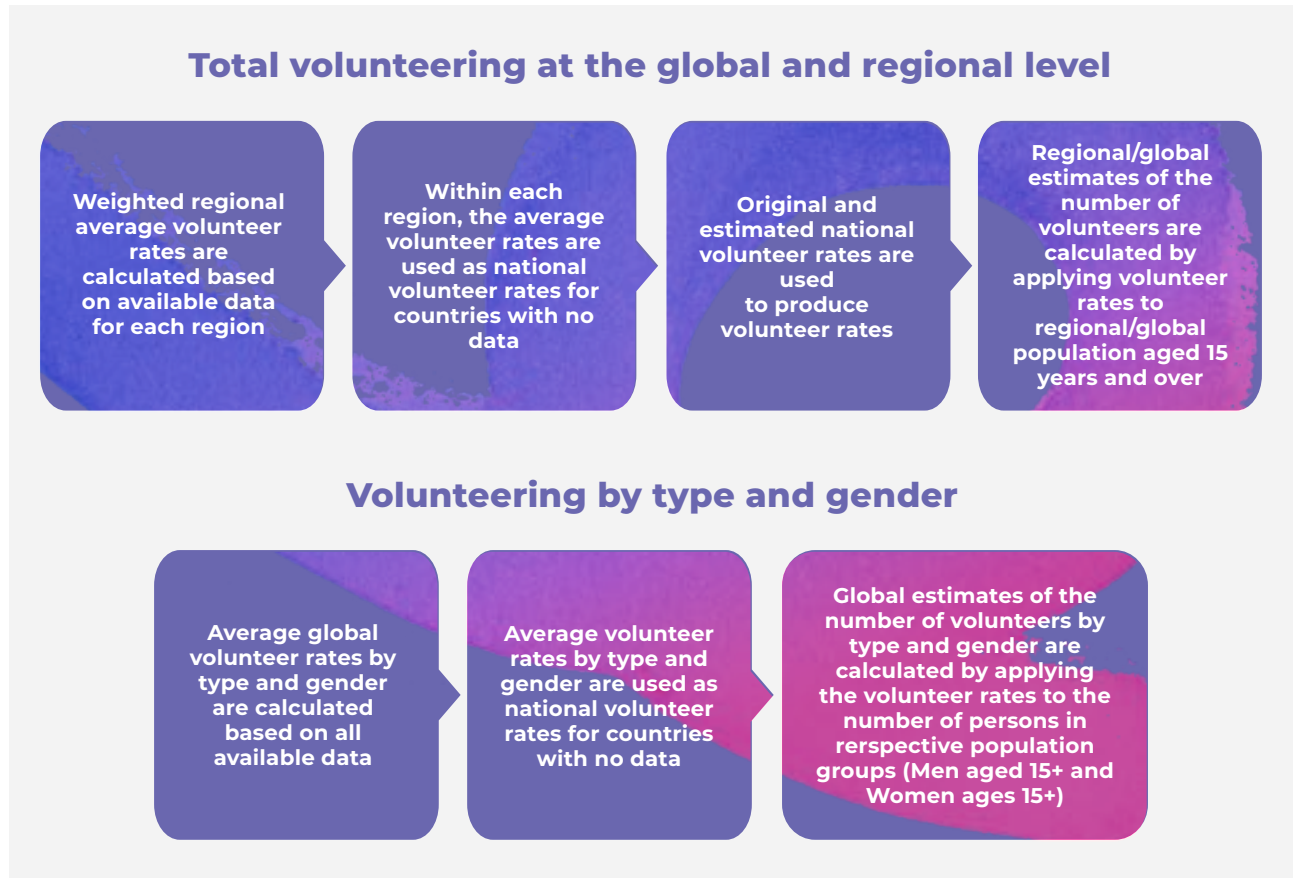 Total volunteering at the global and regional level
Weighted regional
average volunteer
rates are
calculated based
on available data
for each region
Within each
region, the average
volunteer rates are
used as national
volunteer rates for
countries with no
data
Original and
estimated national
volunteer rates are
used
to produce
volunteer rates
Regional/global
estimates of the
number of
volunteers are
calculated by
applying volunteer
rates to
regional/global
population aged 15
years and over
Volunteering by type and gender
Average global
volunteer rates by
type and gender
are calculated
based on all
available data
Average volunteer
rates by type and
gender are used as
national volunteer
rates for countries
with no data
Global estimates of the
number of volunteers by
type and gender are
calculated by applying
the volunteer rates to the
number of persons in
rerspective population
groups (Men aged 15+ and
Women ages 15+)